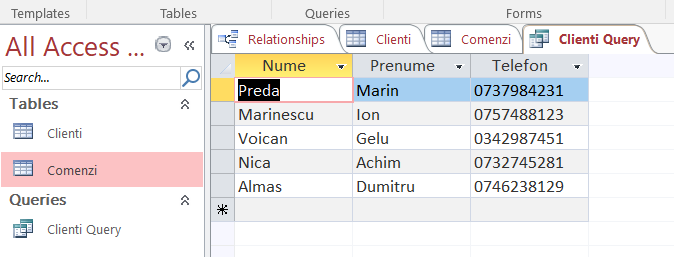 Templates Tables Queries Forms
All Access ...
Search...
Tables
Clienti
Comenzi
Queries
Clienti Query
Relationships Clienti Comenzi Clienti Query
Nume Prenume Telefon
Preda Marin 0737984231
Marinescu Ion 0757488123
Voican Gelu 0342987451
Nica Achim 0732745281
Almas Dumitru 0746238129